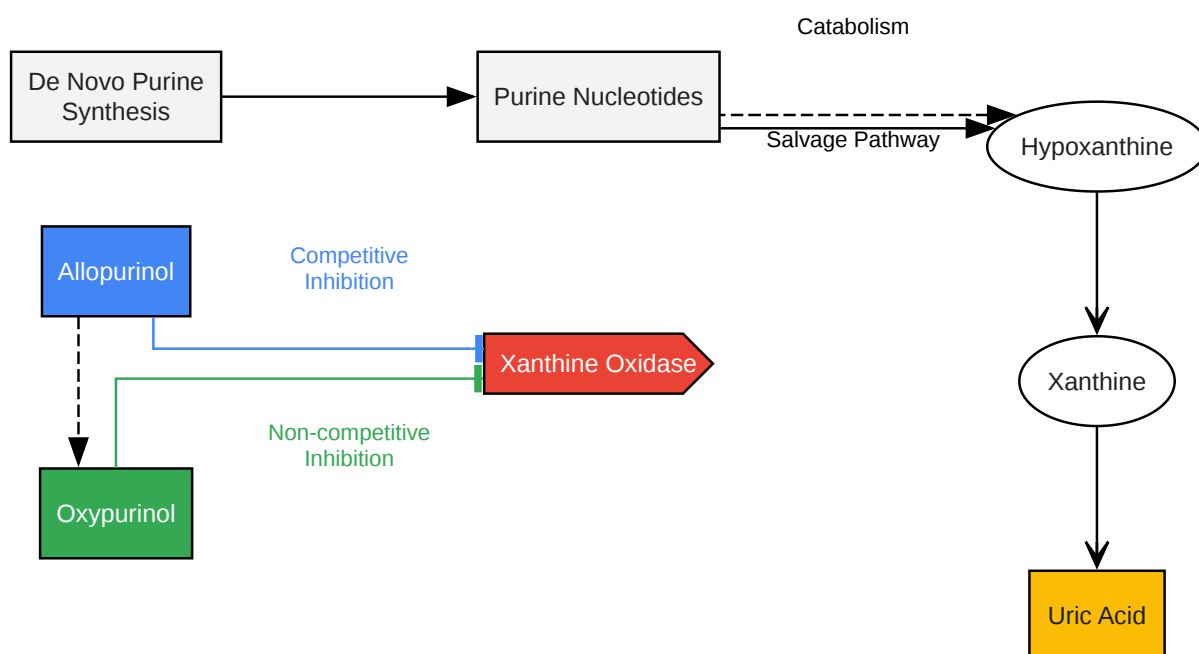 Catabolism
De Novo Purine
Synthesis
Purine Nucleotides
Salvage Pathway
Hypoxanthine
Allopurinol
Competitive
Inhibition
Xanthine Oxidase
Xanthine
Non-competitive
Inhibition
Oxypurinol
Uric Acid